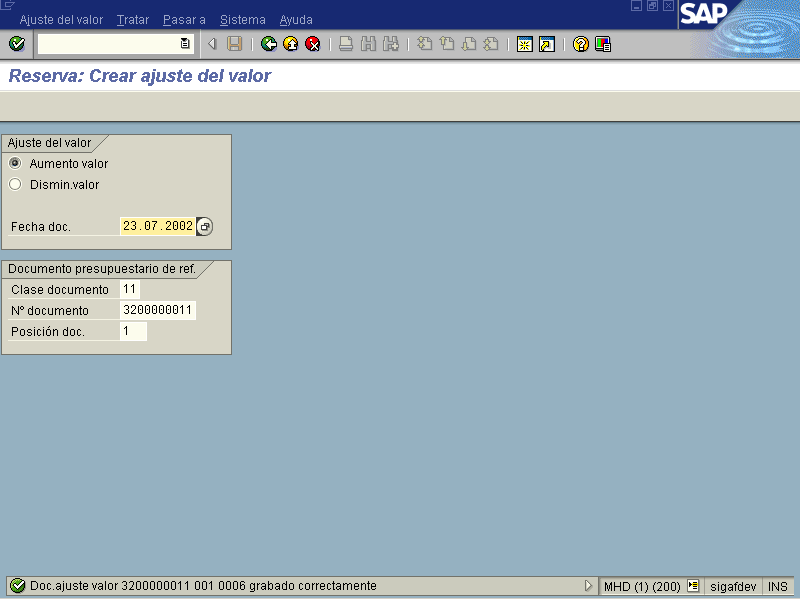 Ajuste del valor Tratar Pasar a Sistema Ayuda
SAP
Reserva: Crear ajuste del valor
Ajuste del valor
Aumento valor
Dismin.valor
Fecha doc. 23.07.2002
Documento presupuestario de ref.
Clase documento 11
Nº documento 3200000011
Posición doc. 1
Doc.ajuste valor 3200000011 001 0006 grabado correctamente MHD (1) (200) sigafdev INS